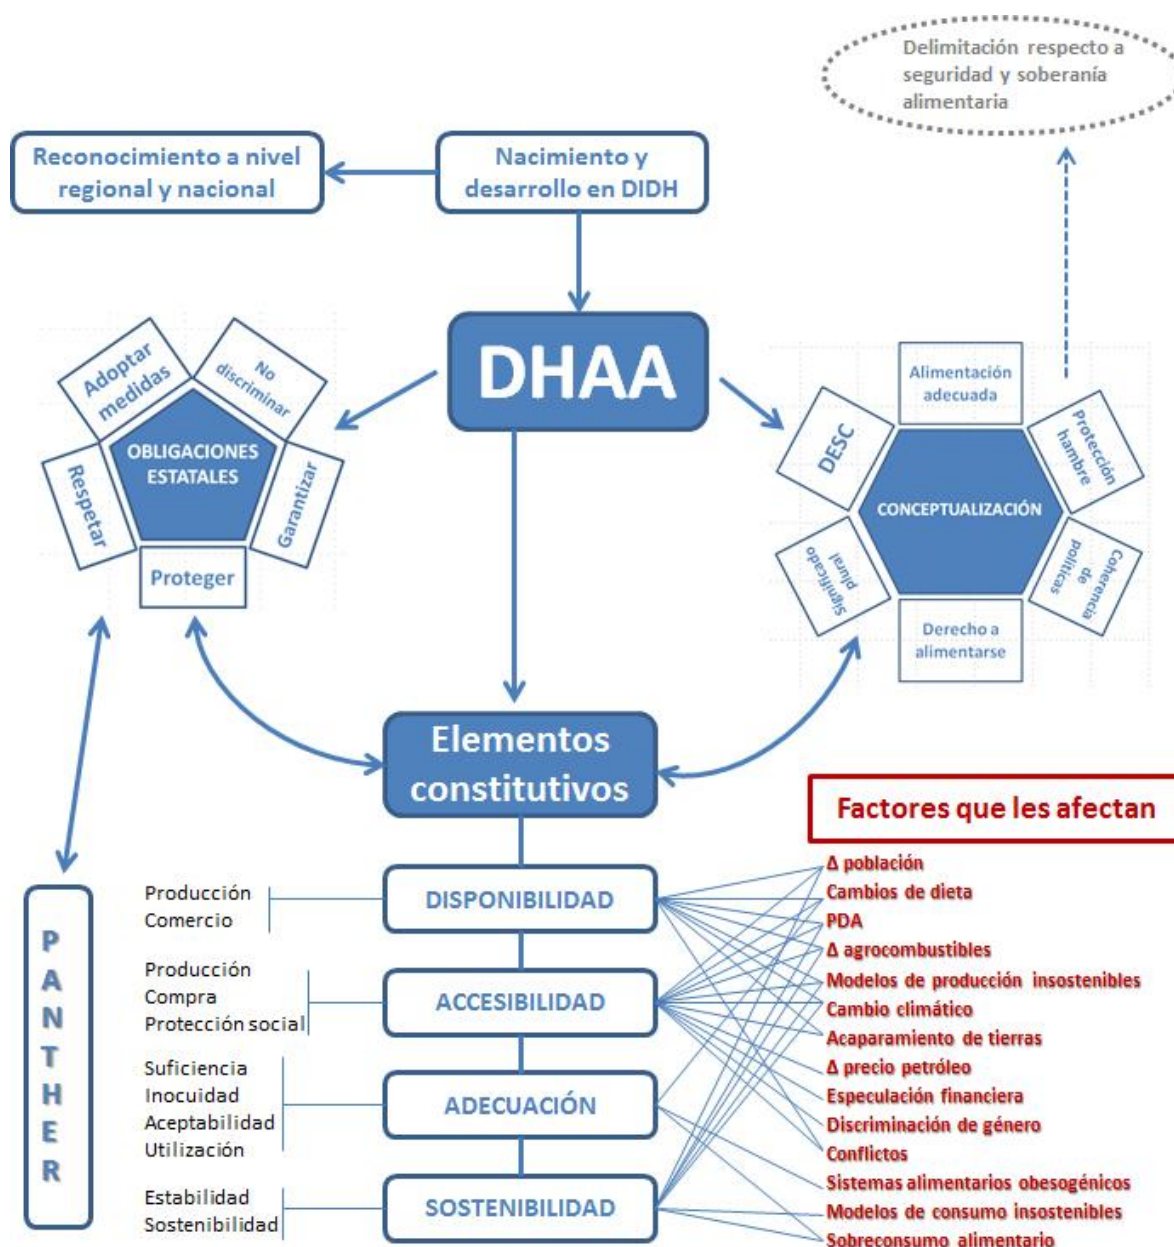 Delimitación respecto a
seguridad y soberanía
alimentaria
Reconocimiento a nivel
regional y nacional
Nacimiento y
desarrollo en DIDH
DHAA
Adoptar
medidas
No
discriminar
Respetar
Garantizar
Proteger
OBLIGACIONES
ESTATALES
Alimentación
adecuada
DESC
Protección
hambre
CONCEPTUALIZACIÓN
Significado
plural
Coherencia
de
políticas
Derecho a
alimentarse
Elementos
constitutivos
Factores que les afectan
PANTHER
Producción
Comercio
DISPONIBILIDAD
Producción
Compra
Protección social
ACCESIBILIDAD
Suficiencia
Inocuidad
Aceptabilidad
Utilización
ADECUACIÓN
Estabilidad
Sostenibilidad
SOSTENIBILIDAD
Δ población
Cambios de dieta
PDA
Δ agrocombustibles
Modelos de producción insostenibles
Cambio climático
Acaparamiento de tierras
Δ precio petróleo
Especulación financiera
Discriminación de género
Conflictos
Sistemas alimentarios obesogénicos
Modelos de consumo insostenibles
Sobreconsumo alimentario